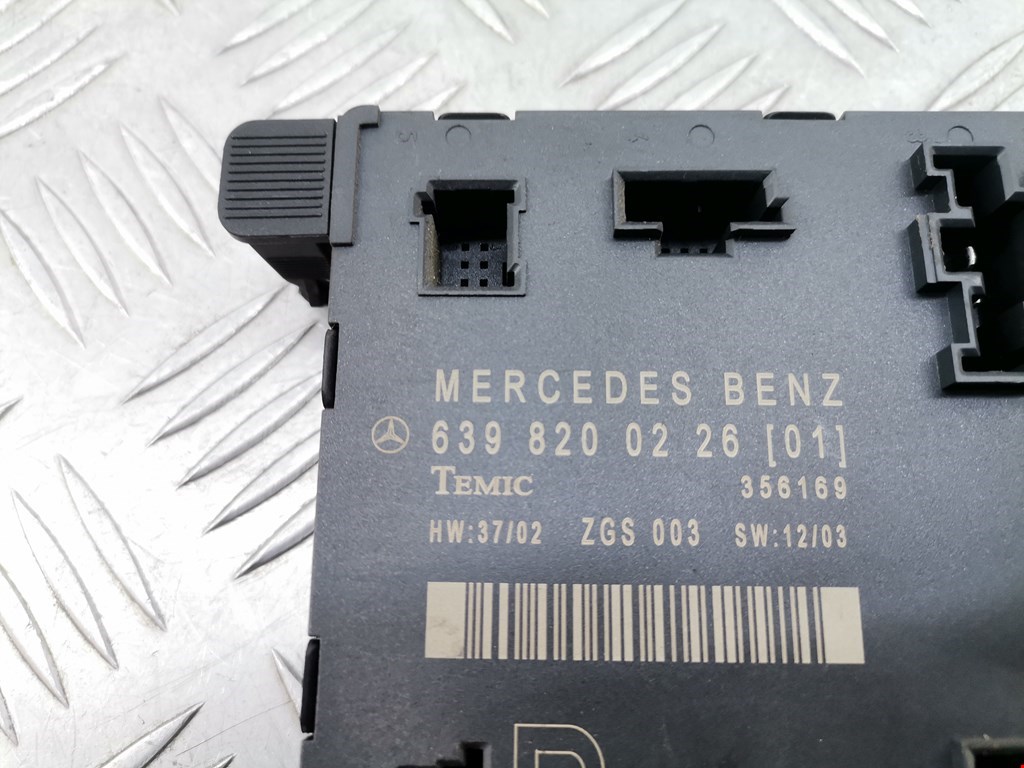 MERCEDES BENZ
639 820 02 26 [01]
TEMIC 356169
HW:37/02 ZGS 003 SW:12/03